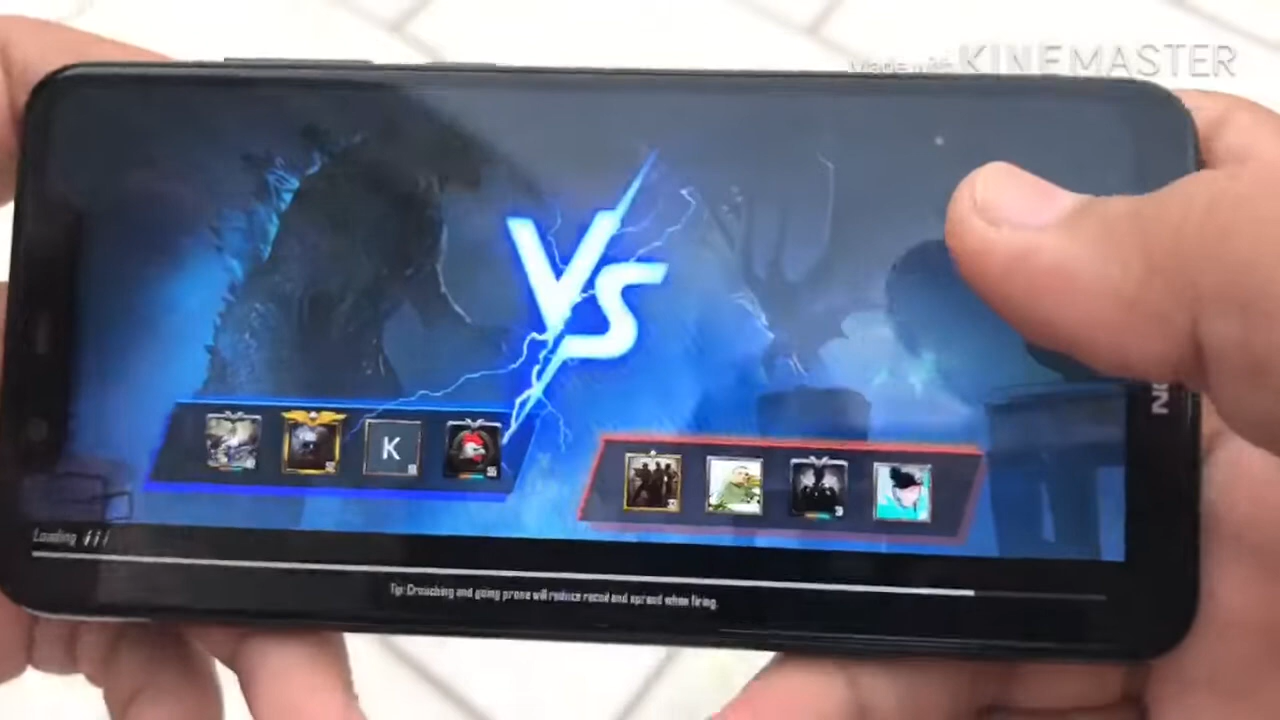 Made with KINEMASTER
VS
K
Loading
Tip: Crouching and going prone will reduce recoil and spread when firing.